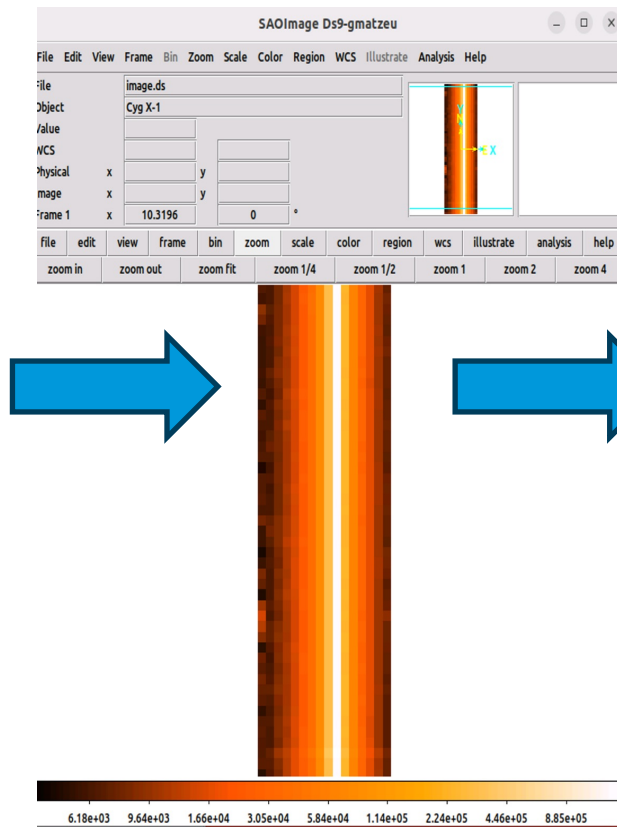 SAOImage Ds9-gmatzeu
File Edit View Frame Bin Zoom Scale Color Region WCS Illustrate Analysis Help
File image.ds
Object Cyg X-1
Value
WCS
Physical x y
Image x y
Frame 1 x 10.3196 0 °
file edit view frame bin zoom scale color region wcs illustrate analysis help
zoom in zoom out zoom fit zoom 1/4 zoom 1/2 zoom 1 zoom 2 zoom 4
6.18e+03 9.64e+03 1.66e+04 3.05e+04 5.84e+04 1.14e+05 2.24e+05 4.46e+05 8.85e+05